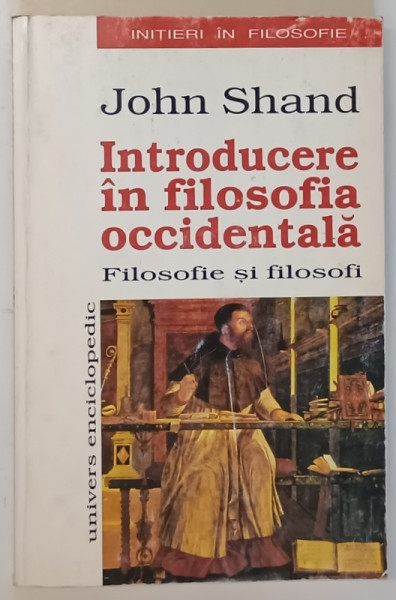 INIȚIERI ÎN FILOSOFIE
John Shand
Introducere
în filosofia
occidentală
Filosofie și filosofi
univers enciclopedic